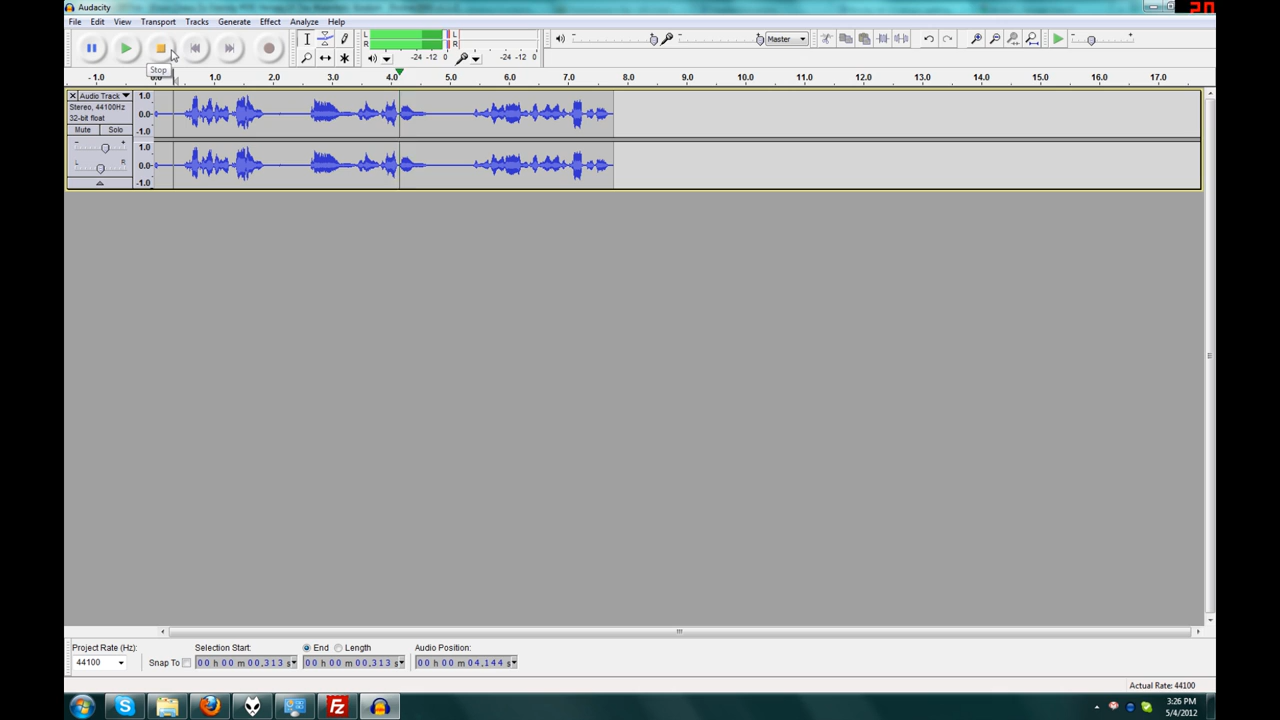 Audacity
20
File Edit View Transport Tracks Generate Effect Analyze Help
L L
R R
Master
-24 -12 0 -24 -12 0
Stop
- 1.0 0.0 1.0 2.0 3.0 4.0 5.0 6.0 7.0 8.0 9.0 10.0 11.0 12.0 13.0 14.0 15.0 16.0 17.0
Audio Track
Stereo, 44100Hz
32-bit float
Mute Solo
- +
L R
1.0
0.0
-1.0
1.0
0.0
-1.0
Project Rate (Hz): Selection Start: End Length Audio Position:
44100 Snap To 00 h 00 m 00,313 s 00 h 00 m 00,313 s 00 h 00 m 04,144 s
Actual Rate: 44100
3:26 PM
5/4/2012